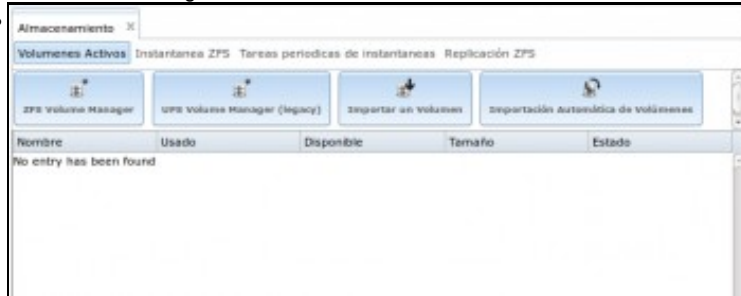 Almacenamiento
Volumenes Activos Instantanea ZFS Tareas periodicas de instantaneas Replicación ZFS
ZFS Volume Manager UFS Volume Manager (legacy) Importar un Volumen Importación Automática de Volúmenes
Nombre Usado Disponible Tamaño Estado
No entry has been found